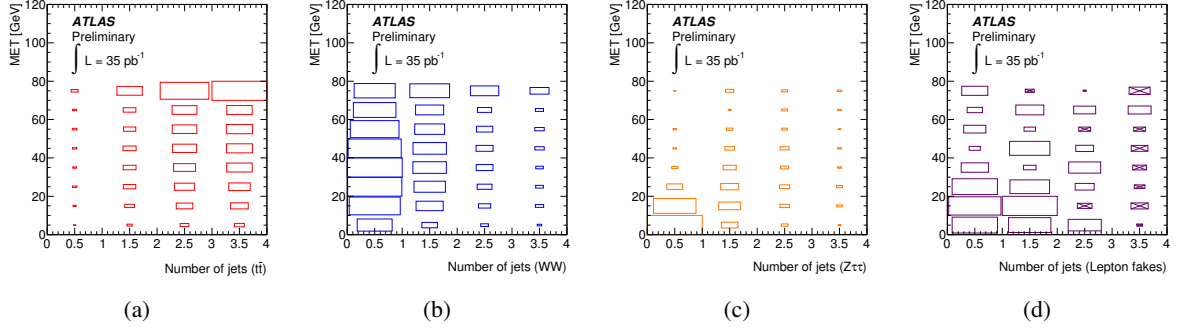 ATLAS
Preliminary
∫ L = 35 pb⁻¹
MET [GeV]
120
100
80
60
40
20
0
0 0.5 1 1.5 2 2.5 3 3.5 4
Number of jets (tt̄)
(a)
ATLAS
Preliminary
∫ L = 35 pb⁻¹
MET [GeV]
120
100
80
60
40
20
0
0 0.5 1 1.5 2 2.5 3 3.5 4
Number of jets (WW)
(b)
ATLAS
Preliminary
∫ L = 35 pb⁻¹
MET [GeV]
120
100
80
60
40
20
0
0 0.5 1 1.5 2 2.5 3 3.5 4
Number of jets (Zττ)
(c)
ATLAS
Preliminary
∫ L = 35 pb⁻¹
MET [GeV]
120
100
80
60
40
20
0
0 0.5 1 1.5 2 2.5 3 3.5 4
Number of jets (Lepton fakes)
(d)